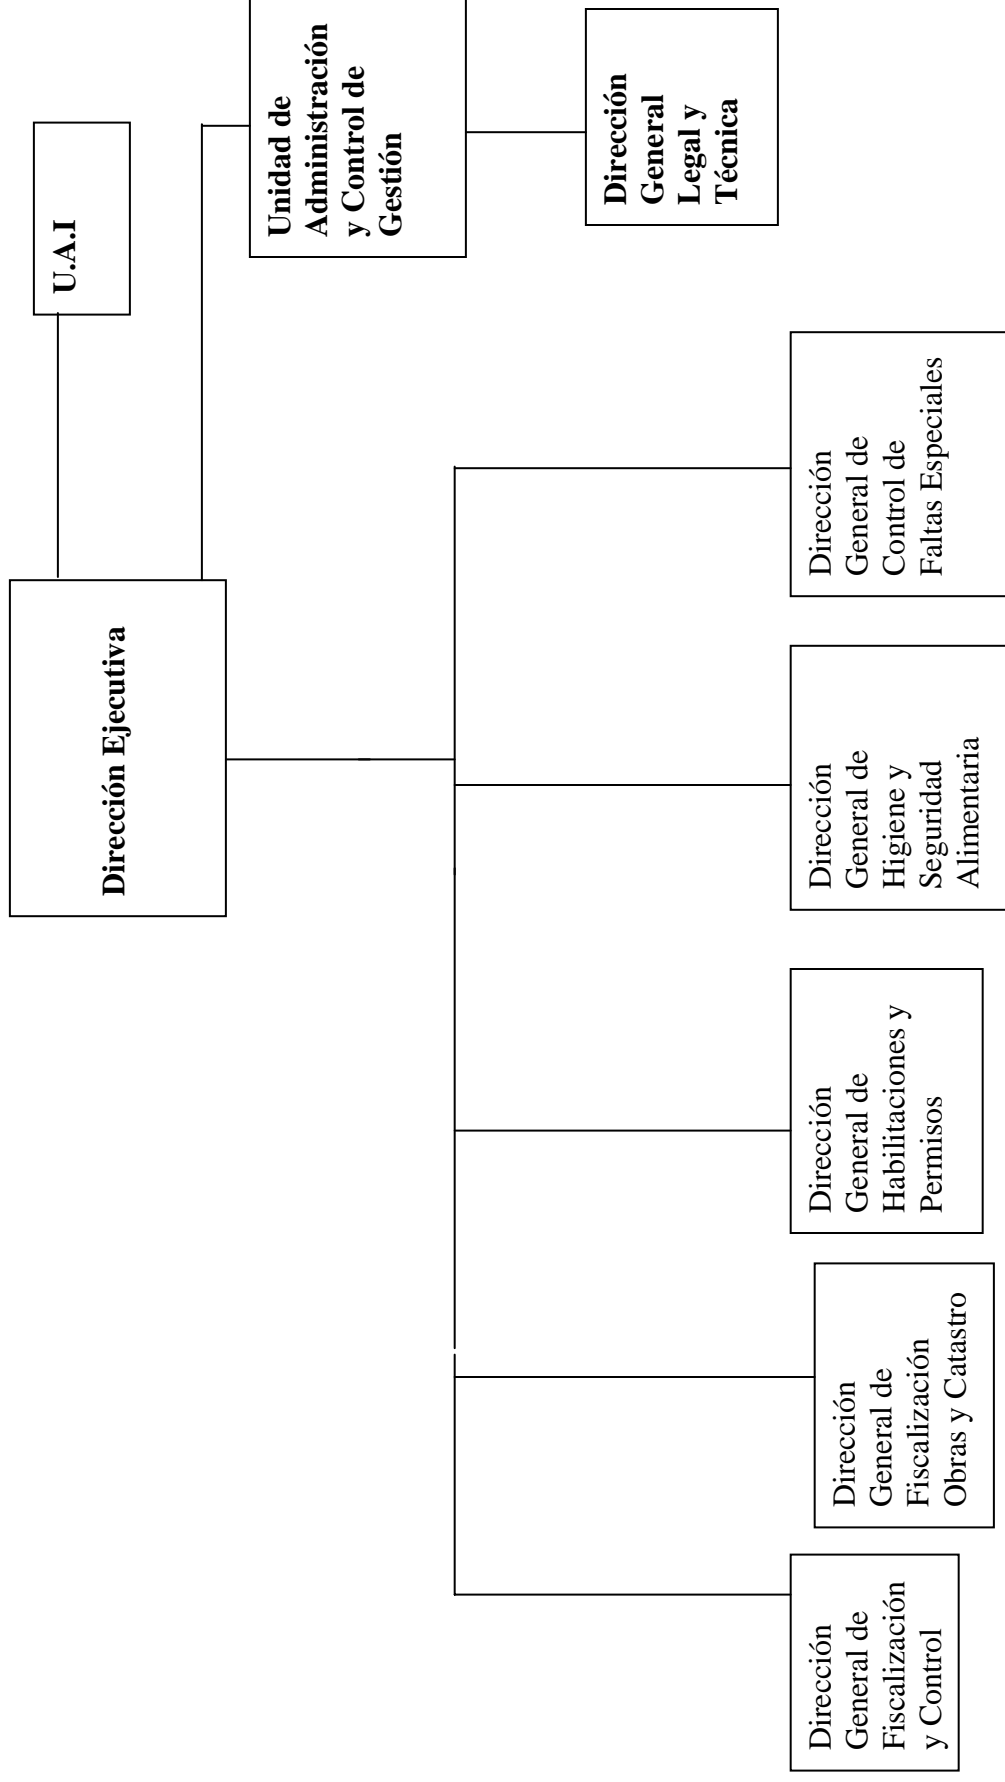 U.A.I
Dirección Ejecutiva
Unidad de
Administración
y Control de
Gestión
Dirección
General
Legal y
Técnica
Dirección
General de
Fiscalización
y Control
Dirección
General de
Fiscalización
Obras y Catastro
Dirección
General de
Habilitaciones y
Permisos
Dirección
General de
Higiene y
Seguridad
Alimentaria
Dirección
General de
Control de
Faltas Especiales